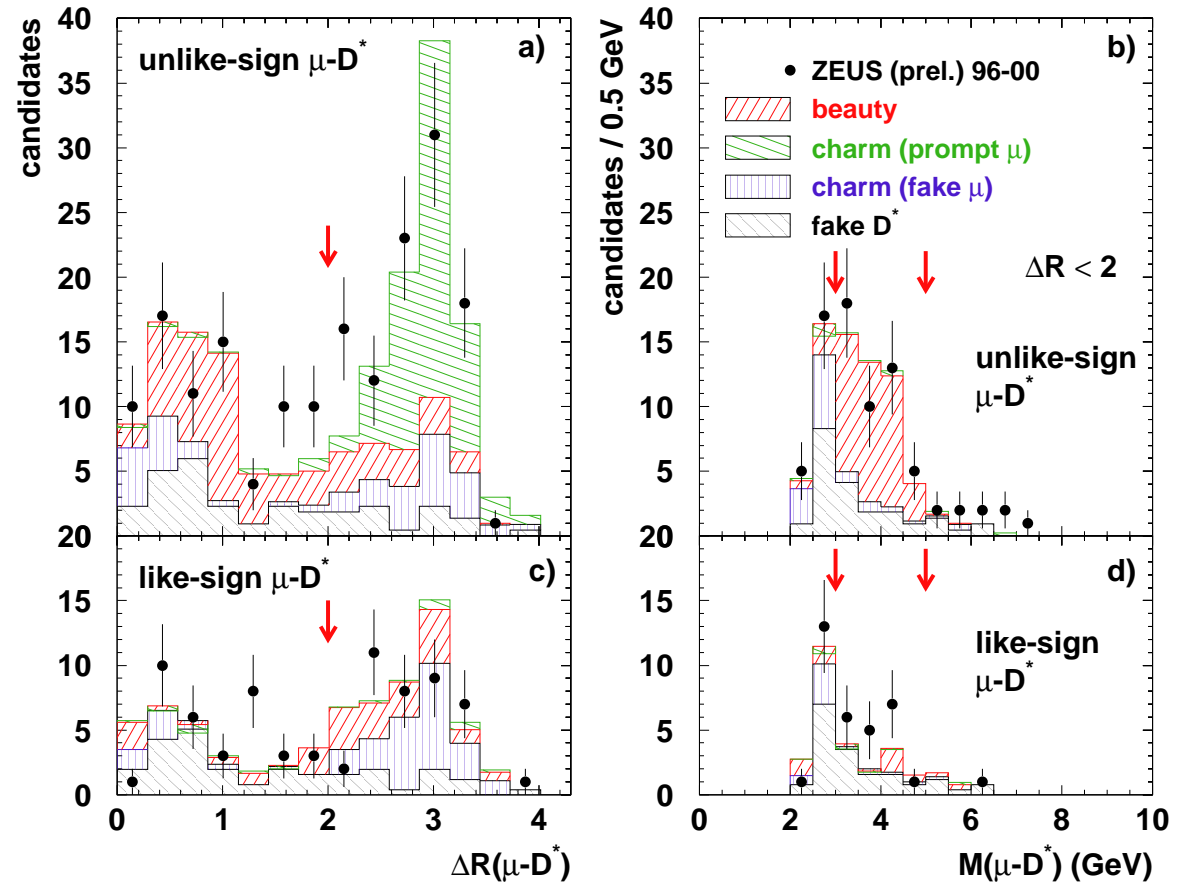 candidates
40
35
30
25
20
15
10
5
20
15
10
5
0
0 1 2 3 4
unlike-sign μ-D*
a)
like-sign μ-D*
c)
ΔR(μ-D*)
candidates / 0.5 GeV
40
35
30
25
20
15
10
5
20
15
10
5
0
0 2 4 6 8 10
b)
ZEUS (prel.) 96-00
beauty
charm (prompt μ)
charm (fake μ)
fake D*
ΔR < 2
unlike-sign
μ-D*
d)
like-sign
μ-D*
M(μ-D*) (GeV)